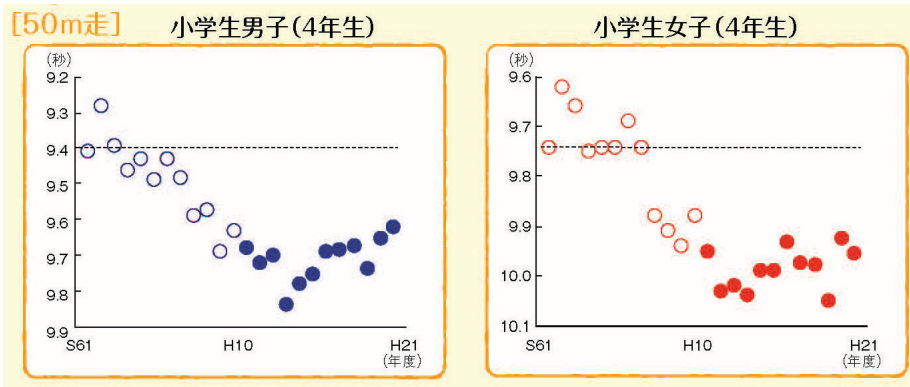 [50m走]
小学生男子(4年生)
(秒)
9.2
9.3
9.4
9.5
9.6
9.7
9.8
9.9
S61
H10
H21
(年度)
小学生女子(4年生)
(秒)
9.6
9.7
9.8
9.9
10.0
10.1
S61
H10
H21
(年度)